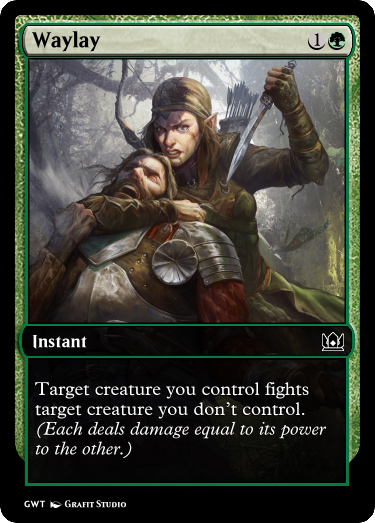 Waylay 1
Instant
Target creature you control fights
target creature you don't control.
(Each deals damage equal to its power
to the other.)
GWT Grafit Studio